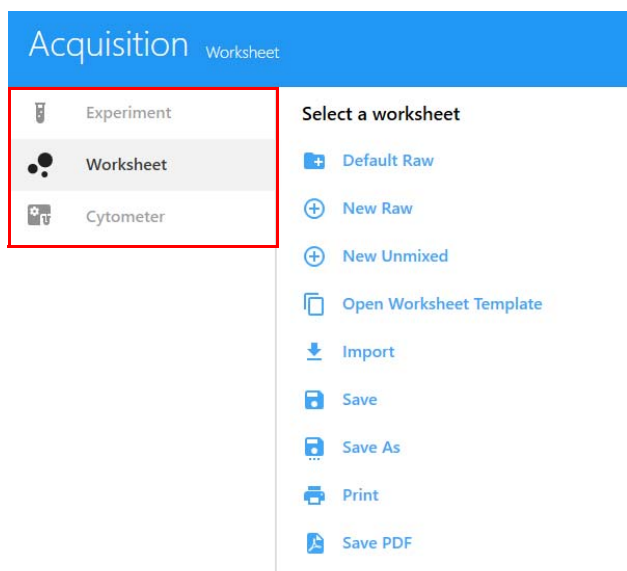 Acquisition Worksheet
Experiment
Worksheet
Cytometer
Select a worksheet
Default Raw
New Raw
New Unmixed
Open Worksheet Template
Import
Save
Save As
Print
Save PDF